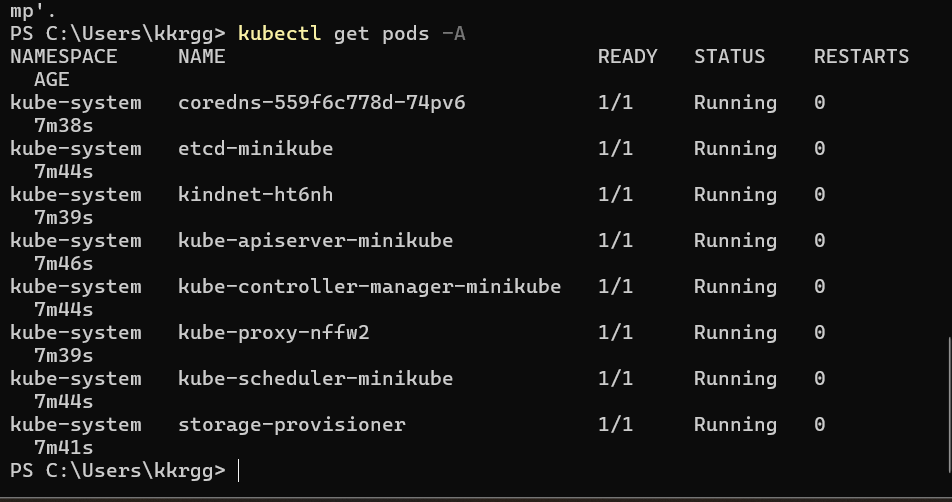 mp'.
PS C:\Users\kkrgg> kubectl get pods -A
NAMESPACE     NAME                               READY   STATUS    RESTARTS
  AGE
kube-system   coredns-559f6c778d-74pv6           1/1     Running   0
  7m38s
kube-system   etcd-minikube                      1/1     Running   0
  7m44s
kube-system   kindnet-ht6nh                      1/1     Running   0
  7m39s
kube-system   kube-apiserver-minikube            1/1     Running   0
  7m46s
kube-system   kube-controller-manager-minikube   1/1     Running   0
  7m44s
kube-system   kube-proxy-nffw2                   1/1     Running   0
  7m39s
kube-system   kube-scheduler-minikube            1/1     Running   0
  7m44s
kube-system   storage-provisioner                1/1     Running   0
  7m41s
PS C:\Users\kkrgg>